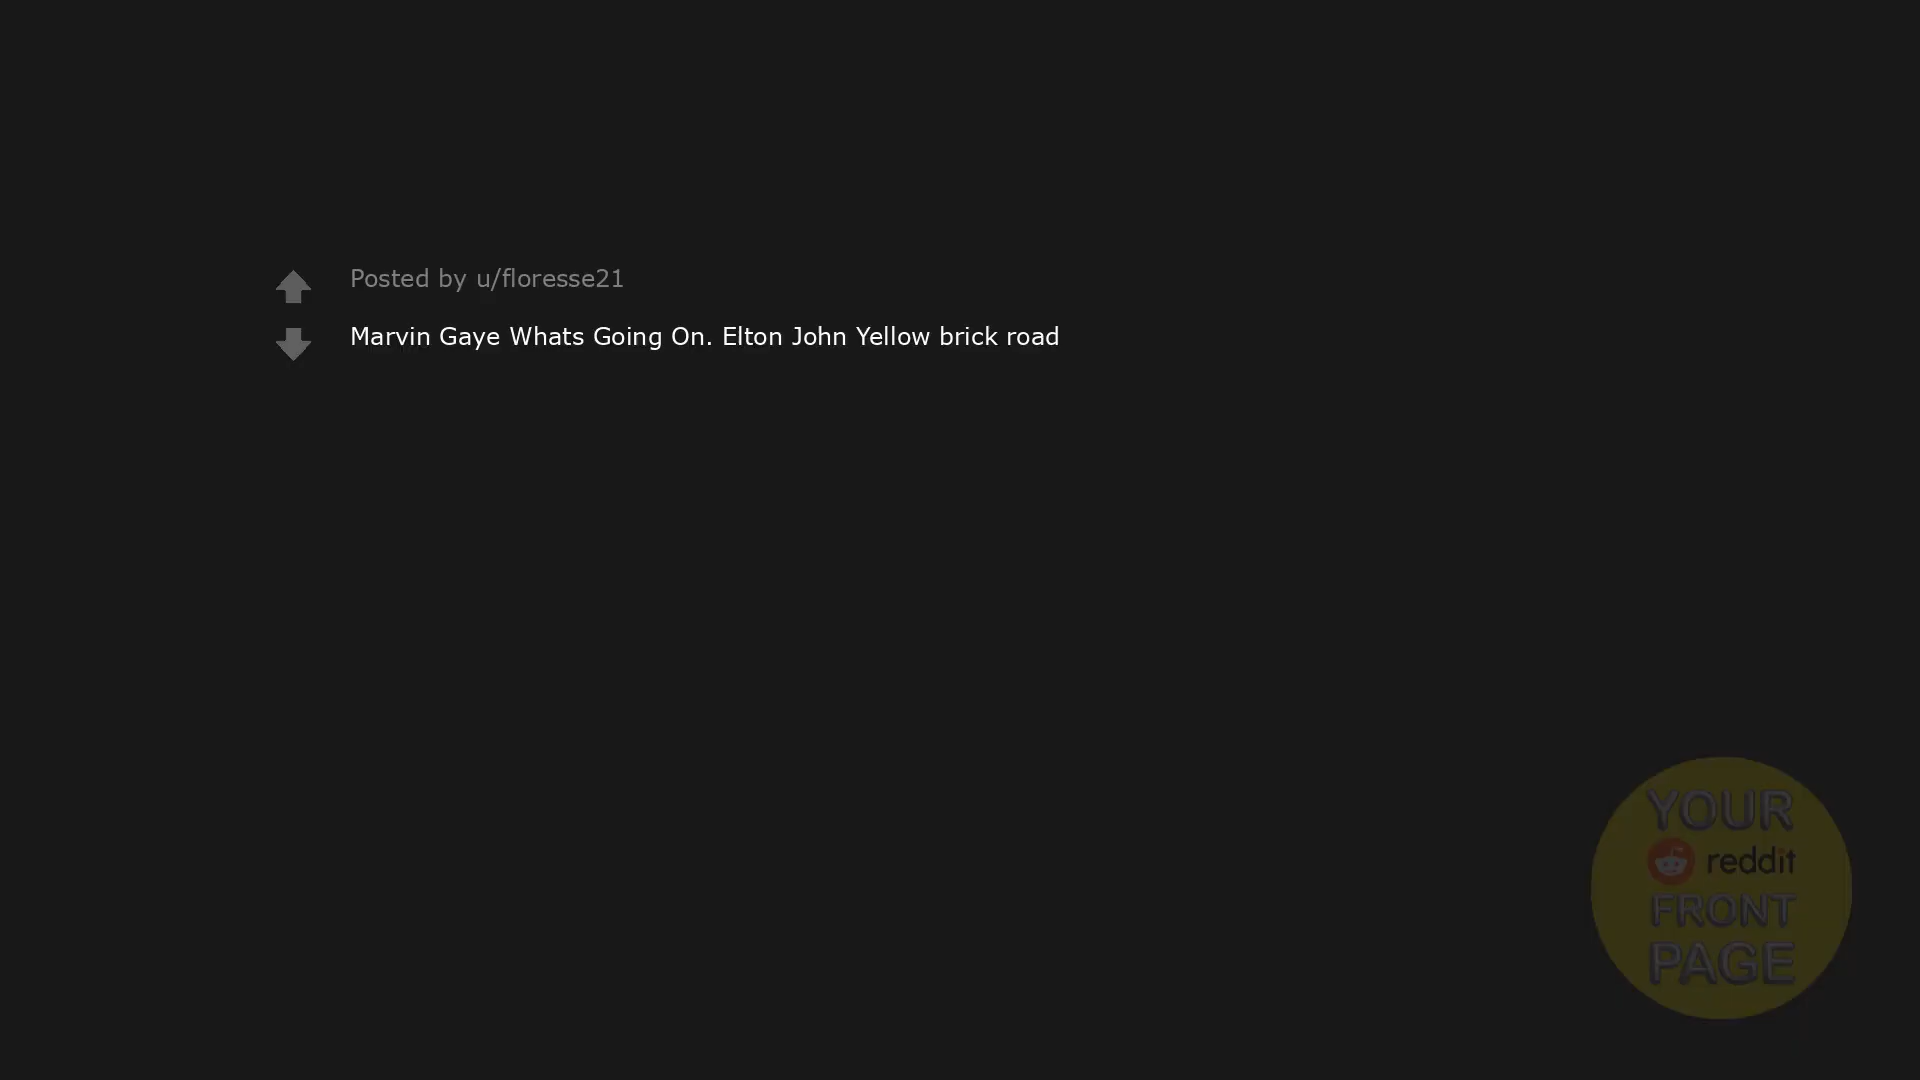 Posted by u/floresse21
Marvin Gaye Whats Going On. Elton John Yellow brick road
YOUR
reddit
FRONT
PAGE